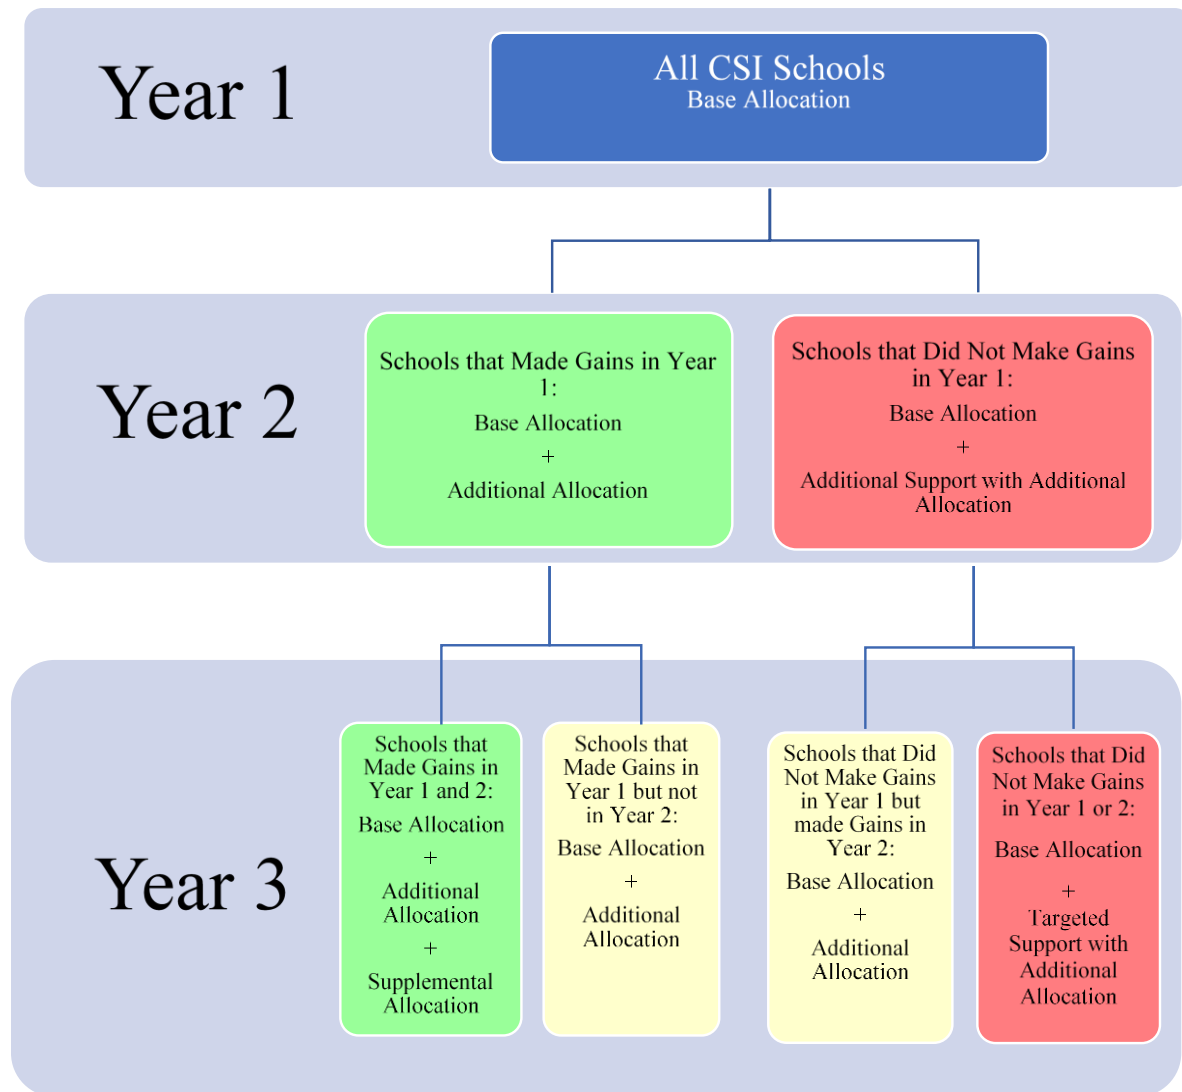 Year 1
All CSI Schools
Base Allocation
Year 2
Schools that Made Gains in Year
1:
Base Allocation
+
Additional Allocation
Schools that Did Not Make Gains
in Year 1:
Base Allocation
+
Additional Support with Additional
Allocation
Year 3
Schools that
Made Gains in
Year 1 and 2:
Base Allocation
+
Additional
Allocation
+
Supplemental
Allocation
Schools that
Made Gains in
Year 1 but not
in Year 2:
Base Allocation
+
Additional
Allocation
Schools that Did
Not Make Gains
in Year 1 but
made Gains in
Year 2:
Base Allocation
+
Additional
Allocation
Schools that Did
Not Make Gains
in Year 1 or 2:
Base Allocation
+
Targeted
Support with
Additional
Allocation